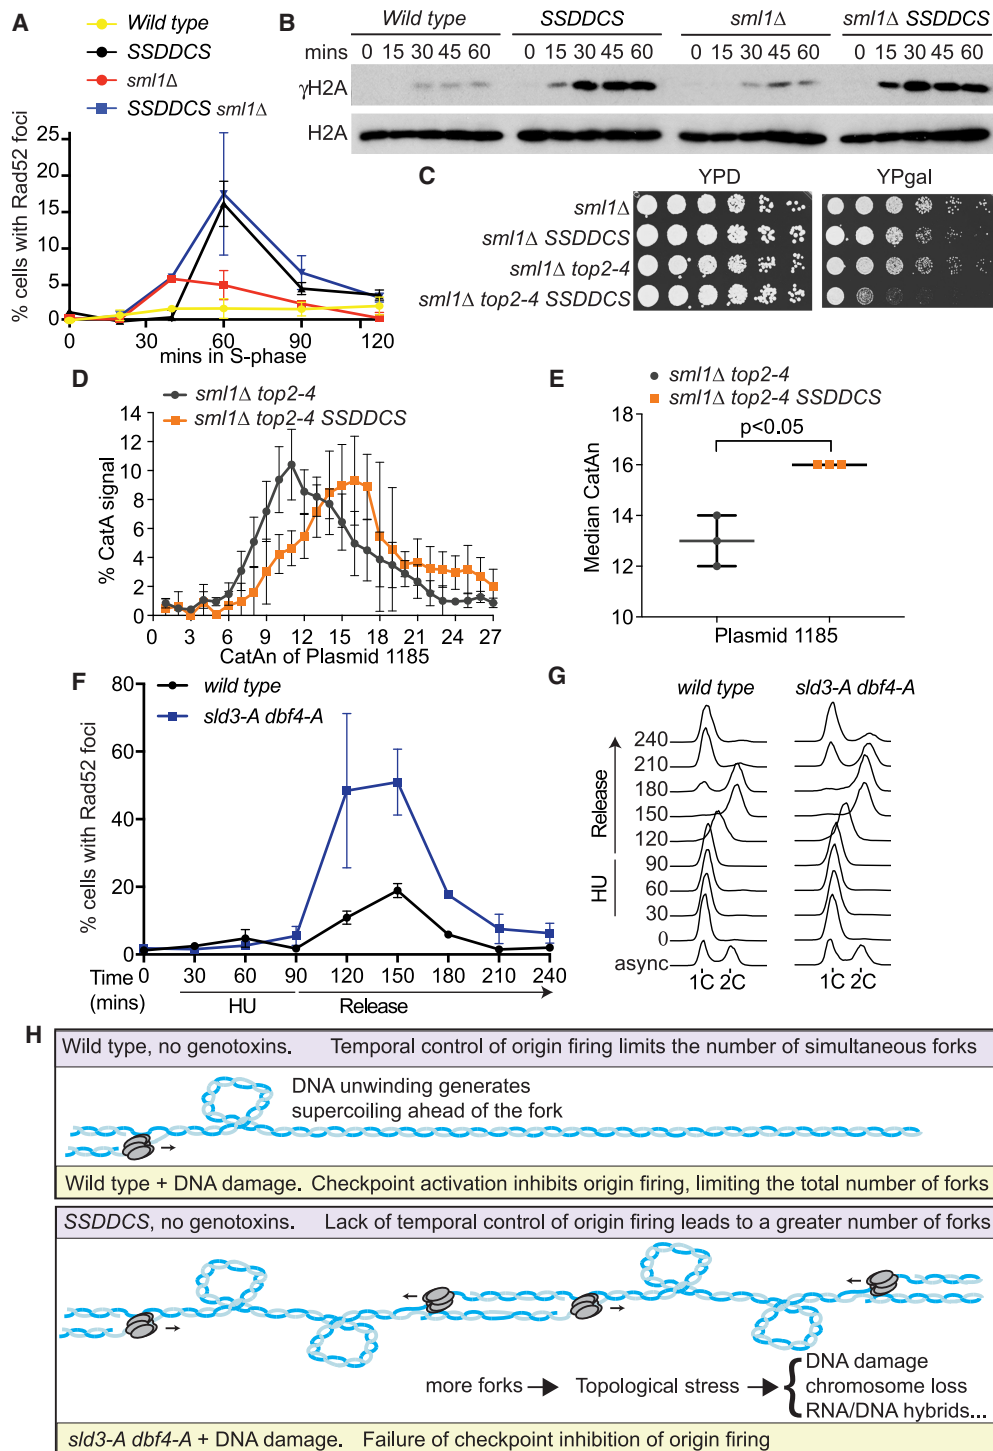 A
Wild type
SSDDCS
sml1Δ
SSDDCS sml1Δ
% cells with Rad52 foci
25
20
15
10
5
0
0 30 60 90 120
mins in S-phase
B
Wild type SSDDCS sml1Δ sml1Δ SSDDCS
mins 0 15 30 45 60 0 15 30 45 60 0 15 30 45 60 0 15 30 45 60
γH2A
H2A
C
YPD YPgal
sml1Δ
sml1Δ SSDDCS
sml1Δ top2-4
sml1Δ top2-4 SSDDCS
D
sml1Δ top2-4
sml1Δ top2-4 SSDDCS
% CatA signal
14
12
10
8
6
4
2
0
0 3 6 9 12 15 18 21 24 27
CatAn of Plasmid 1185
E
sml1Δ top2-4
sml1Δ top2-4 SSDDCS
p<0.05
Median CatAn
18
16
14
12
10
Plasmid 1185
F
wild type
sld3-A dbf4-A
% cells with Rad52 foci
80
60
40
20
0
Time (mins)
0 30 60 90 120 150 180 210 240
HU Release
G
wild type sld3-A dbf4-A
240
210
180
150
120
90
60
30
0
async
Release
HU
1C 2C 1C 2C
H
Wild type, no genotoxins. Temporal control of origin firing limits the number of simultaneous forks
DNA unwinding generates
supercoiling ahead of the fork
Wild type + DNA damage. Checkpoint activation inhibits origin firing, limiting the total number of forks
SSDDCS, no genotoxins. Lack of temporal control of origin firing leads to a greater number of forks
more forks → Topological stress → {
DNA damage
chromosome loss
RNA/DNA hybrids...
sld3-A dbf4-A + DNA damage. Failure of checkpoint inhibition of origin firing